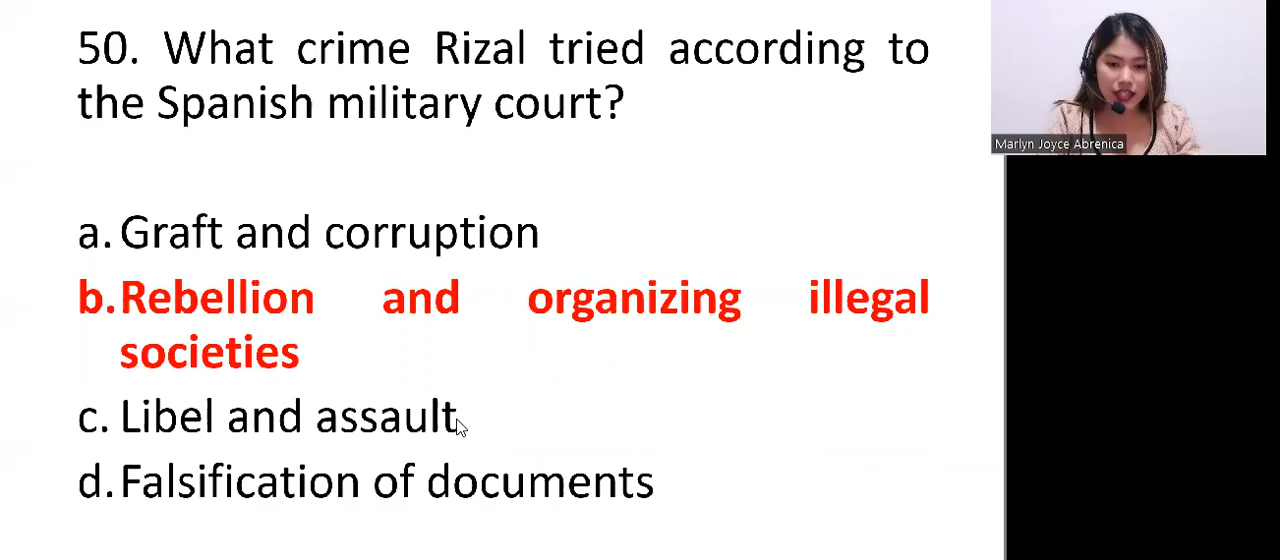 50. What crime Rizal tried according to
the Spanish military court?
Marlyn Joyce Abrenica
a. Graft and corruption
b. Rebellion and organizing illegal
societies
c. Libel and assault
d. Falsification of documents